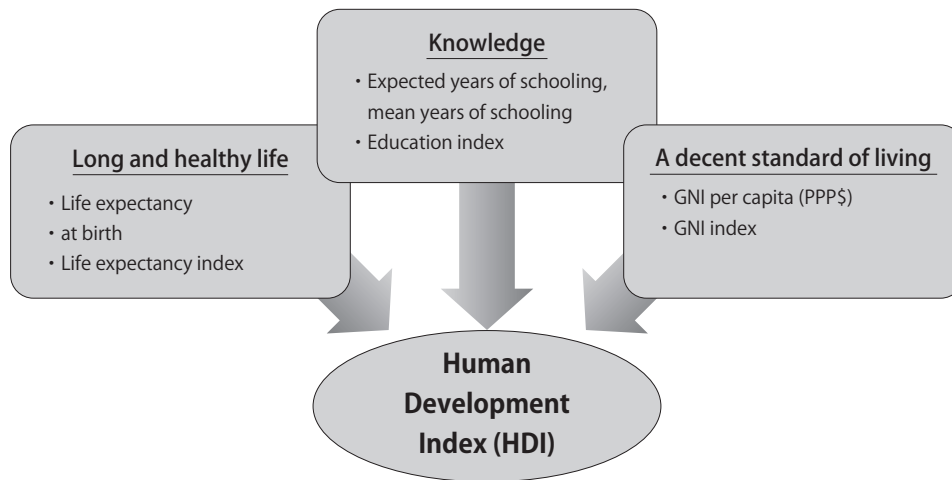 Knowledge
・Expected years of schooling,
mean years of schooling
・Education index
Long and healthy life
・Life expectancy
・at birth
・Life expectancy index
A decent standard of living
・GNI per capita (PPP$)
・GNI index
Human
Development
Index (HDI)